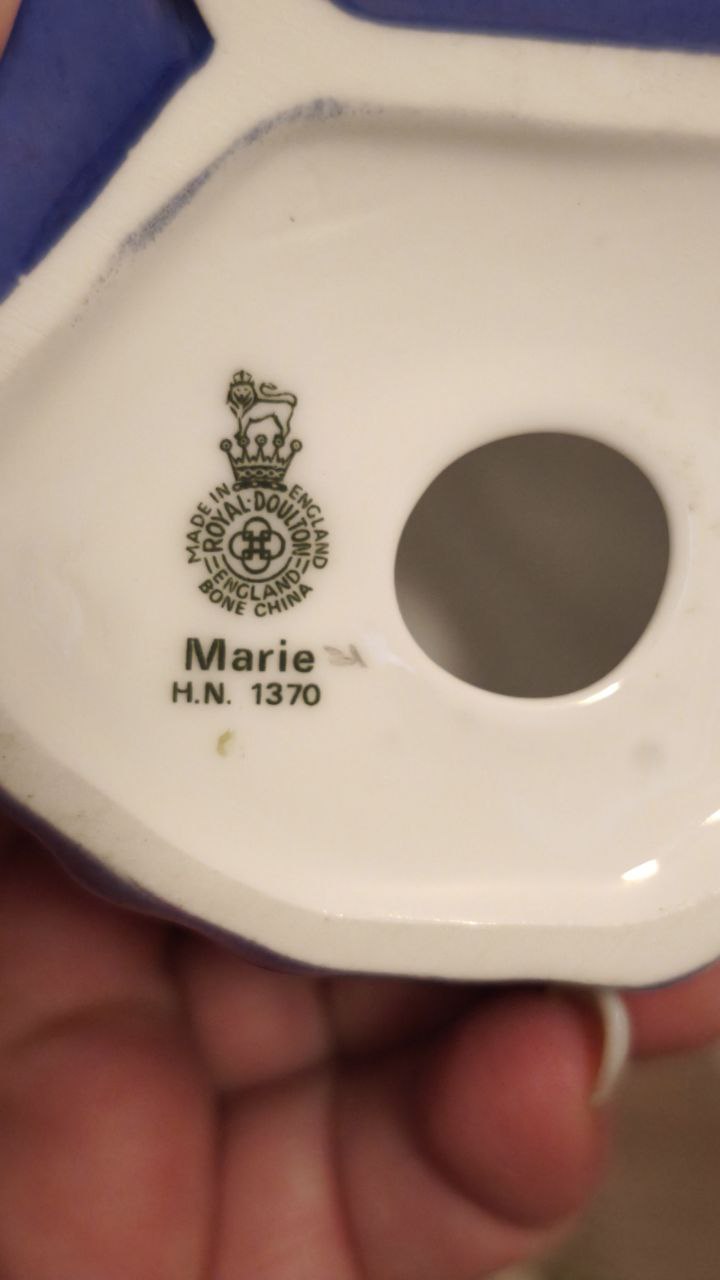 MADE IN ENGLAND
ROYAL·DOULTON
ENGLAND
BONE CHINA
Marie
H.N. 1370